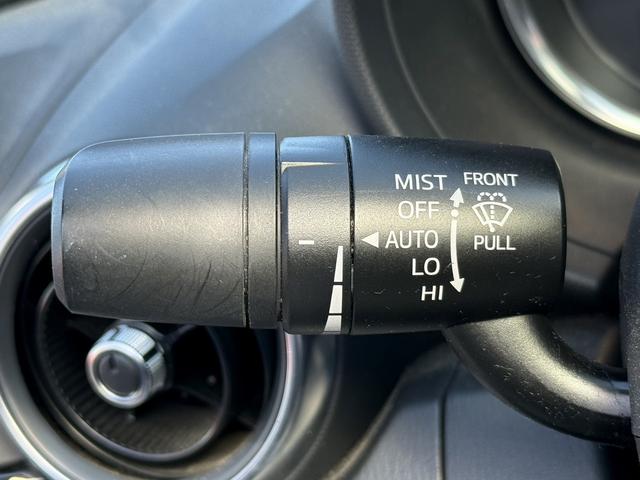 MIST FRONT
OFF
◀ AUTO PULL
LO
HI